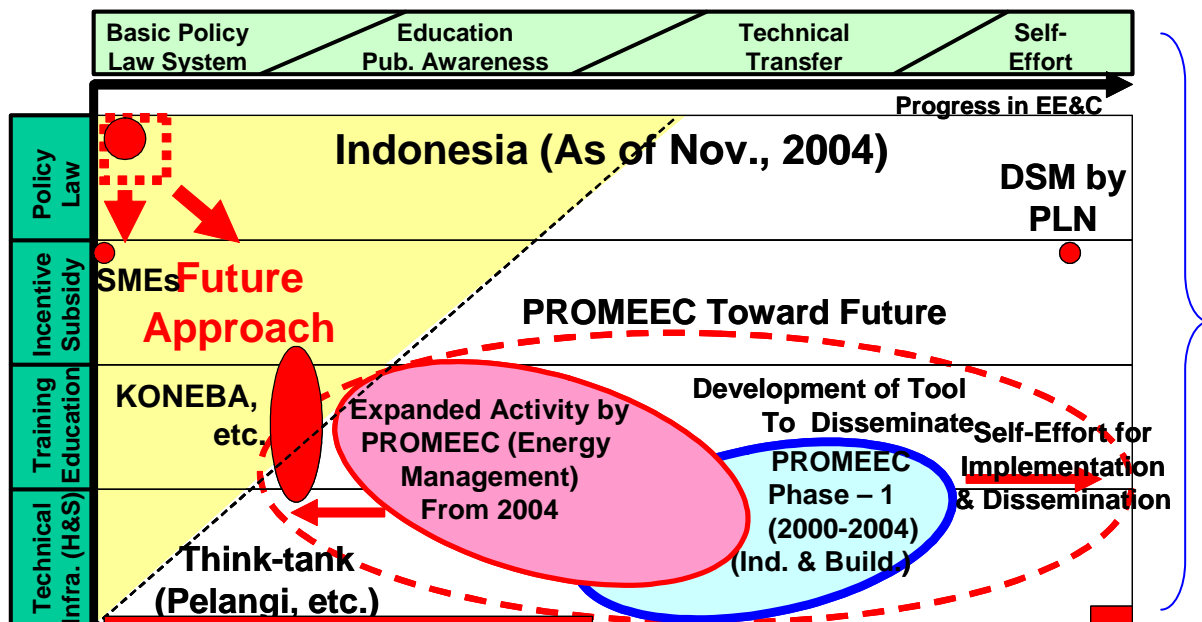 Basic Policy
Law System
Education
Pub. Awareness
Technical
Transfer
Self-
Effort
Progress in EE&C
Policy
Law
Indonesia (As of Nov., 2004)
DSM by
PLN
Incentive
Subsidy
SMEs
Future
Approach
PROMEEC Toward Future
Training
Education
KONEBA,
etc.
Expanded Activity by
PROMEEC (Energy
Management)
From 2004
Development of Tool
To Disseminate
PROMEEC
Phase – 1
(2000-2004)
(Ind. & Build.)
Self-Effort for
Implementation
& Dissemination
Technical
Infra. (H&S)
Think-tank
(Pelangi, etc.)